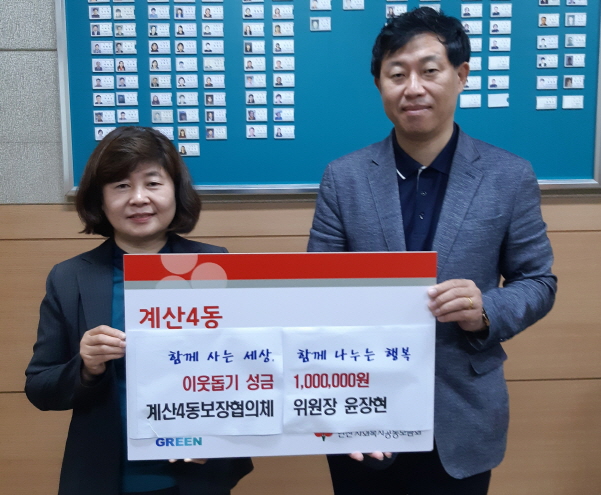 계산4동
함께 사는 세상, 함께 나누는 행복
이웃돕기 성금 1,000,000원
계산4동보장협의체 위원장 윤장현
GREEN